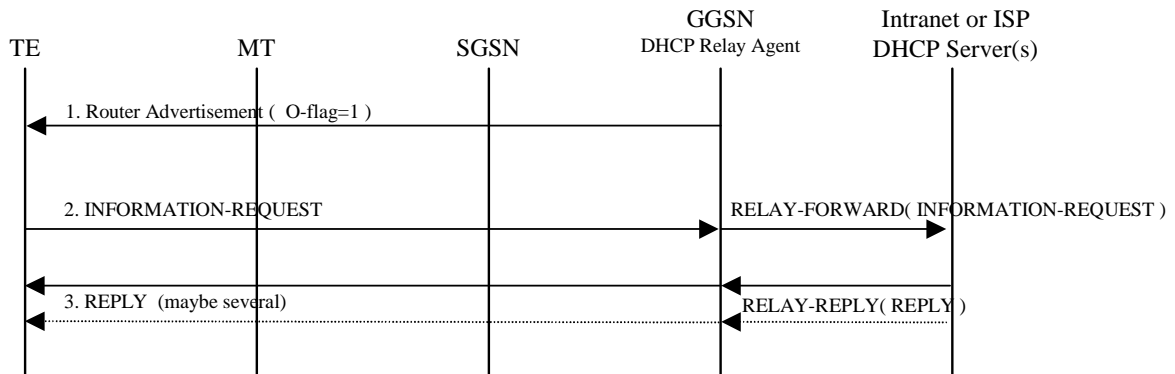 TE
MT
SGSN
GGSN
DHCP Relay Agent
Intranet or ISP
DHCP Server(s)
1. Router Advertisement ( O-flag=1 )
2. INFORMATION-REQUEST
RELAY-FORWARD( INFORMATION-REQUEST )
3. REPLY (maybe several)
RELAY-REPLY( REPLY )